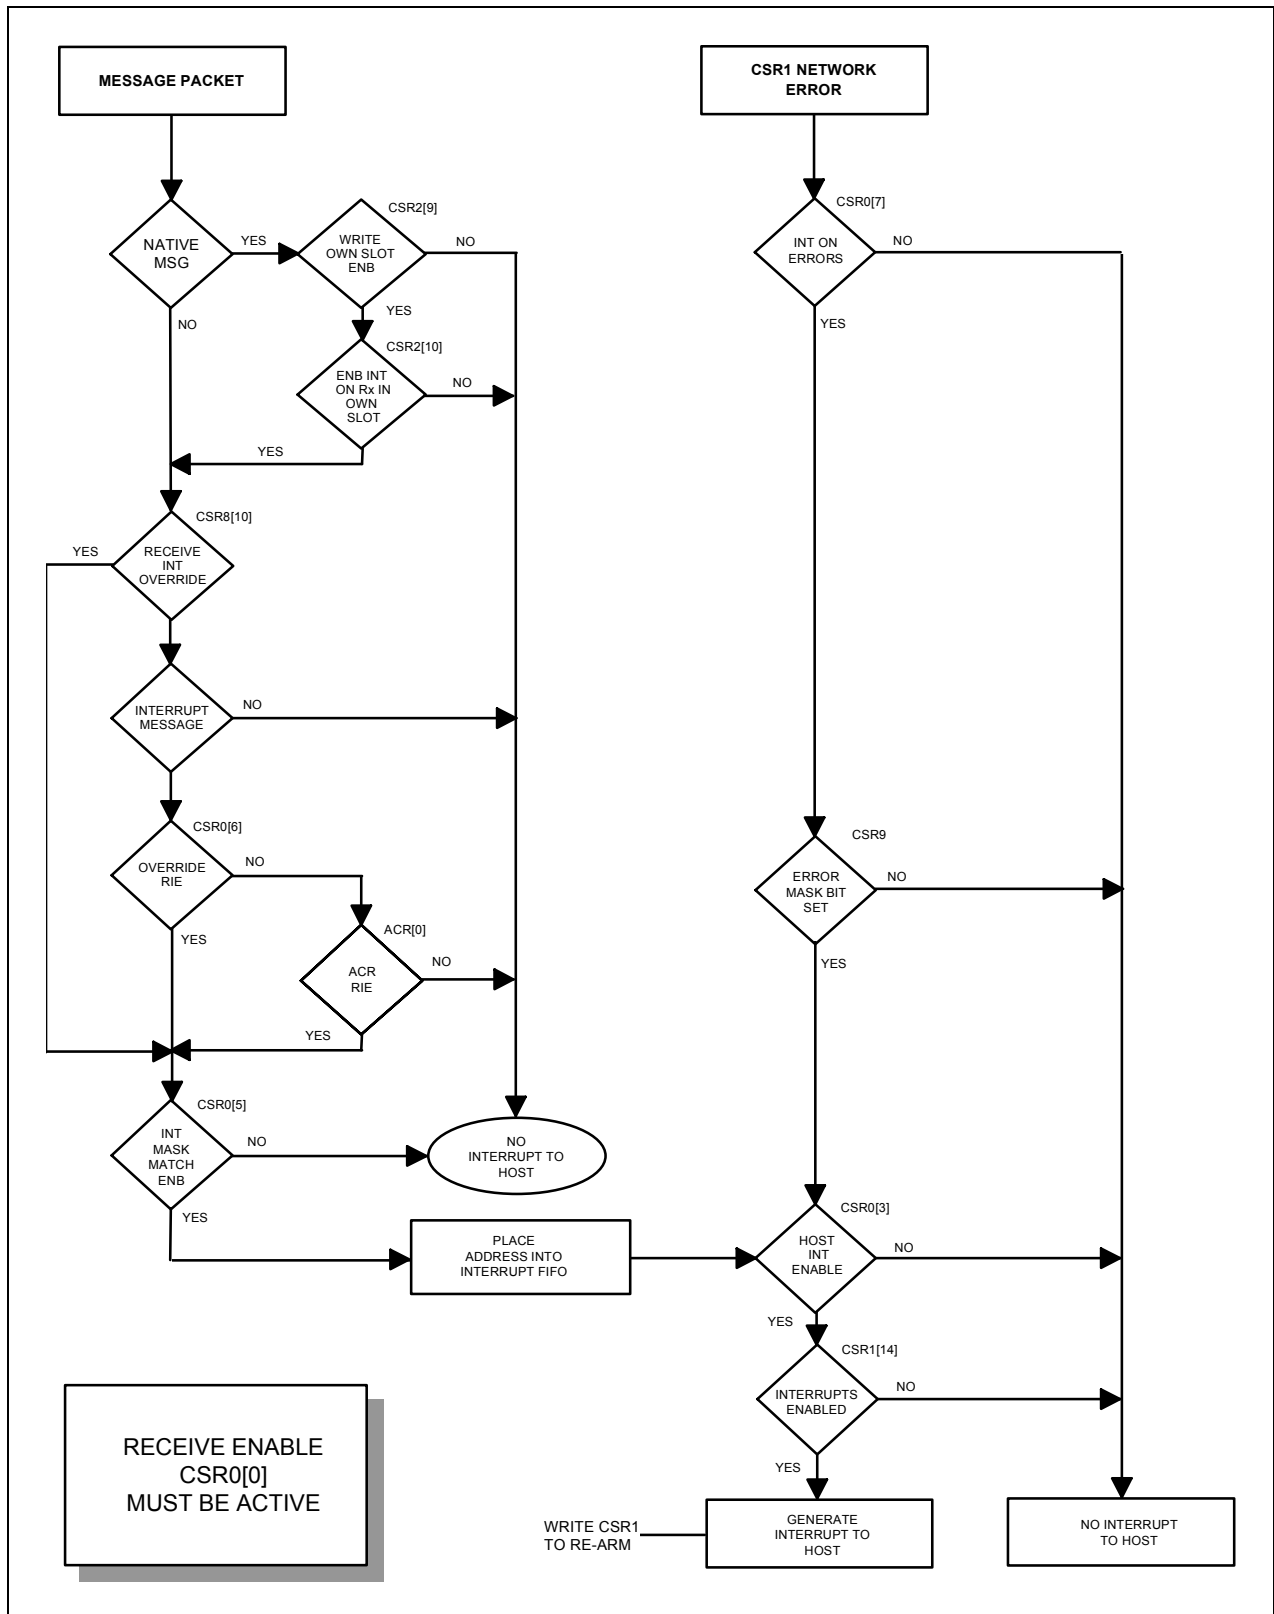 MESSAGE PACKET
CSR1 NETWORK
ERROR
NATIVE
MSG
YES
NO
CSR2[9]
WRITE
OWN SLOT
ENB
NO
YES
CSR2[10]
ENB INT
ON Rx IN
OWN
SLOT
NO
YES
CSR8[10]
YES
RECEIVE
INT
OVERRIDE
INTERRUPT
MESSAGE
NO
CSR0[6]
OVERRIDE
RIE
NO
YES
ACR[0]
ACR
RIE
NO
YES
CSR0[5]
INT
MASK
MATCH
ENB
NO
YES
NO
INTERRUPT TO
HOST
PLACE
ADDRESS INTO
INTERRUPT FIFO
CSR0[7]
INT ON
ERRORS
NO
YES
CSR9
ERROR
MASK BIT
SET
NO
YES
CSR0[3]
HOST
INT
ENABLE
NO
YES
CSR1[14]
INTERRUPTS
ENABLED
NO
YES
WRITE CSR1
TO RE-ARM
GENERATE
INTERRUPT TO
HOST
NO INTERRUPT
TO HOST
RECEIVE ENABLE
CSR0[0]
MUST BE ACTIVE